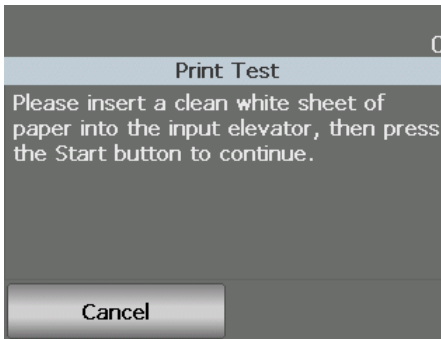 Print Test
Please insert a clean white sheet of
paper into the input elevator, then press
the Start button to continue.
Cancel